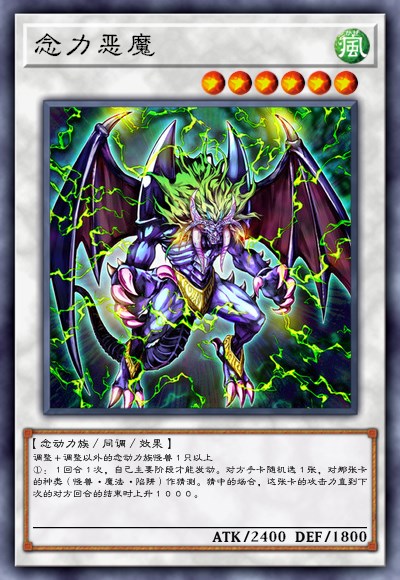 念力恶魔
風
【念动力族／同调／效果】
调整＋调整以外的念动力族怪兽1只以上
①：1回合1次，自己主要阶段才能发动。对方手卡随机选1张，对那张卡
的种类（怪兽·魔法·陷阱）作猜测。猜中的场合，这张卡的攻击力直到下
次的对方回合的结束时上升1000。
ATK/2400 DEF/1800